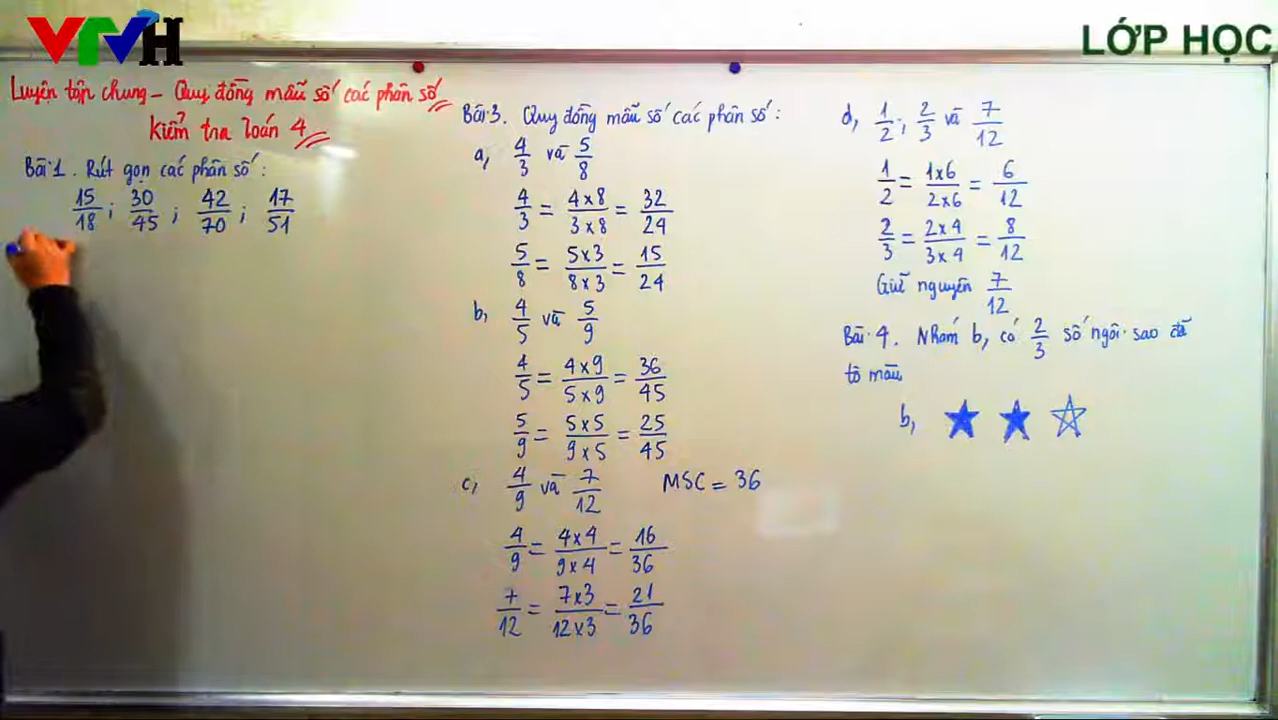 VTVH
LỚP HỌC
Luyện tập chung - Quy đồng mẫu số các phân số
kiểm tra toán 4
Bài 1. Rút gọn các phân số:
15/18; 30/45; 42/70; 17/51
Bài 3. Quy đồng mẫu số các phân số:
a, 4/3 và 5/8
4/3 = 4x8/3x8 = 32/24
5/8 = 5x3/8x3 = 15/24
b, 4/5 và 5/9
4/5 = 4x9/5x9 = 36/45
5/9 = 5x5/9x5 = 25/45
c, 4/9 và 7/12 MSC = 36
4/9 = 4x4/9x4 = 16/36
7/12 = 7x3/12x3 = 21/36
d, 1/2; 2/3 và 7/12
1/2 = 1x6/2x6 = 6/12
2/3 = 2x4/3x4 = 8/12
Giữ nguyên 7/12
Bài 4. Nhóm b, có 2/3 số ngôi sao đã
tô màu
b,